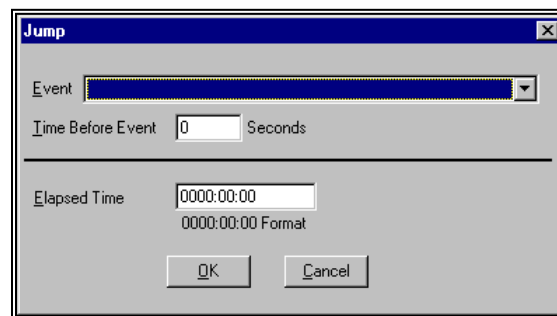 Jump
Event
Time Before Event 0 Seconds
Elapsed Time 0000:00:00
0000:00:00 Format
OK Cancel